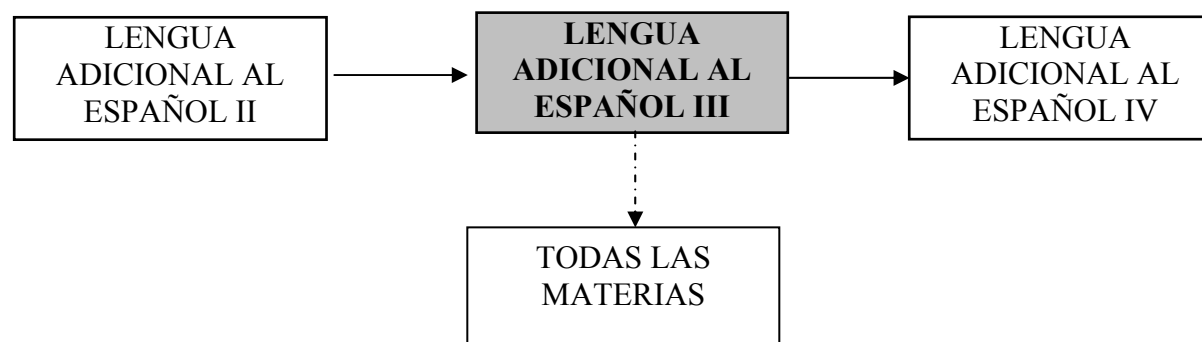 LENGUA
ADICIONAL AL
ESPAÑOL II
LENGUA
ADICIONAL AL
ESPAÑOL III
LENGUA
ADICIONAL AL
ESPAÑOL IV
TODAS LAS
MATERIAS